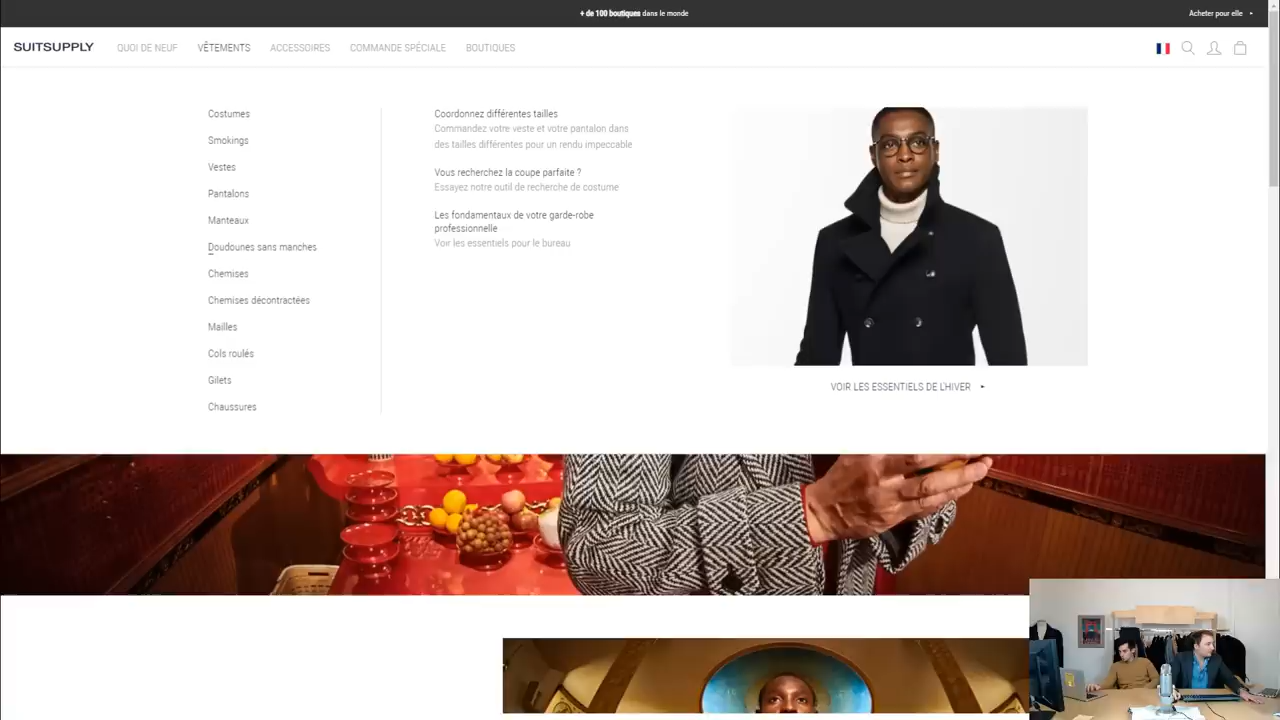 + de 100 boutiques dans le monde
Acheter pour elle
SUITSUPPLY
QUOI DE NEUF
VÊTEMENTS
ACCESSOIRES
COMMANDE SPÉCIALE
BOUTIQUES
Costumes
Smokings
Vestes
Pantalons
Manteaux
Doudounes sans manches
Chemises
Chemises décontractées
Mailles
Cols roulés
Gilets
Chaussures
Coordonnez différentes tailles
Commandez votre veste et votre pantalon dans
des tailles différentes pour un rendu impeccable
Vous recherchez la coupe parfaite ?
Essayez notre outil de recherche de costume
Les fondamentaux de votre garde-robe
professionnelle
Voir les essentiels pour le bureau
VOIR LES ESSENTIELS DE L'HIVER